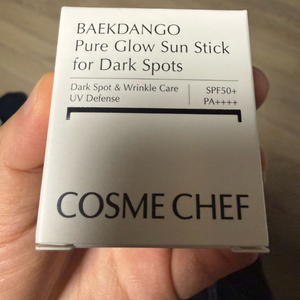 BAEKDANGO
Pure Glow Sun Stick
for Dark Spots
Dark Spot & Wrinkle Care
UV Defense
SPF50+
PA++++
COSME CHEF